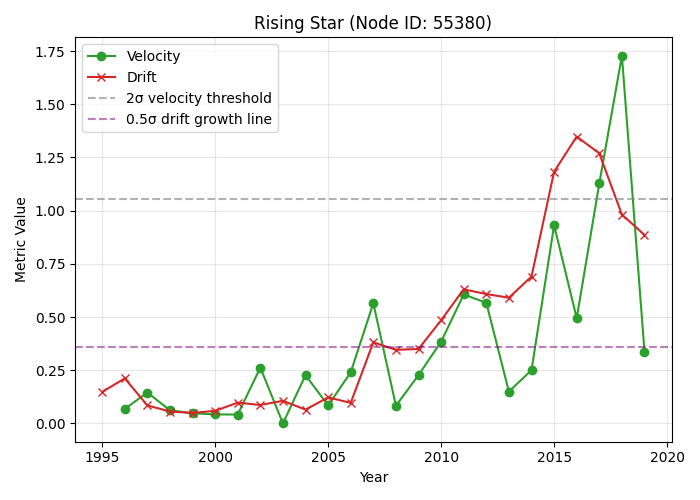 Rising Star (Node ID: 55380)
Velocity
Drift
2σ velocity threshold
0.5σ drift growth line
Metric Value
1.75
1.50
1.25
1.00
0.75
0.50
0.25
0.00
1995 2000 2005 2010 2015 2020
Year